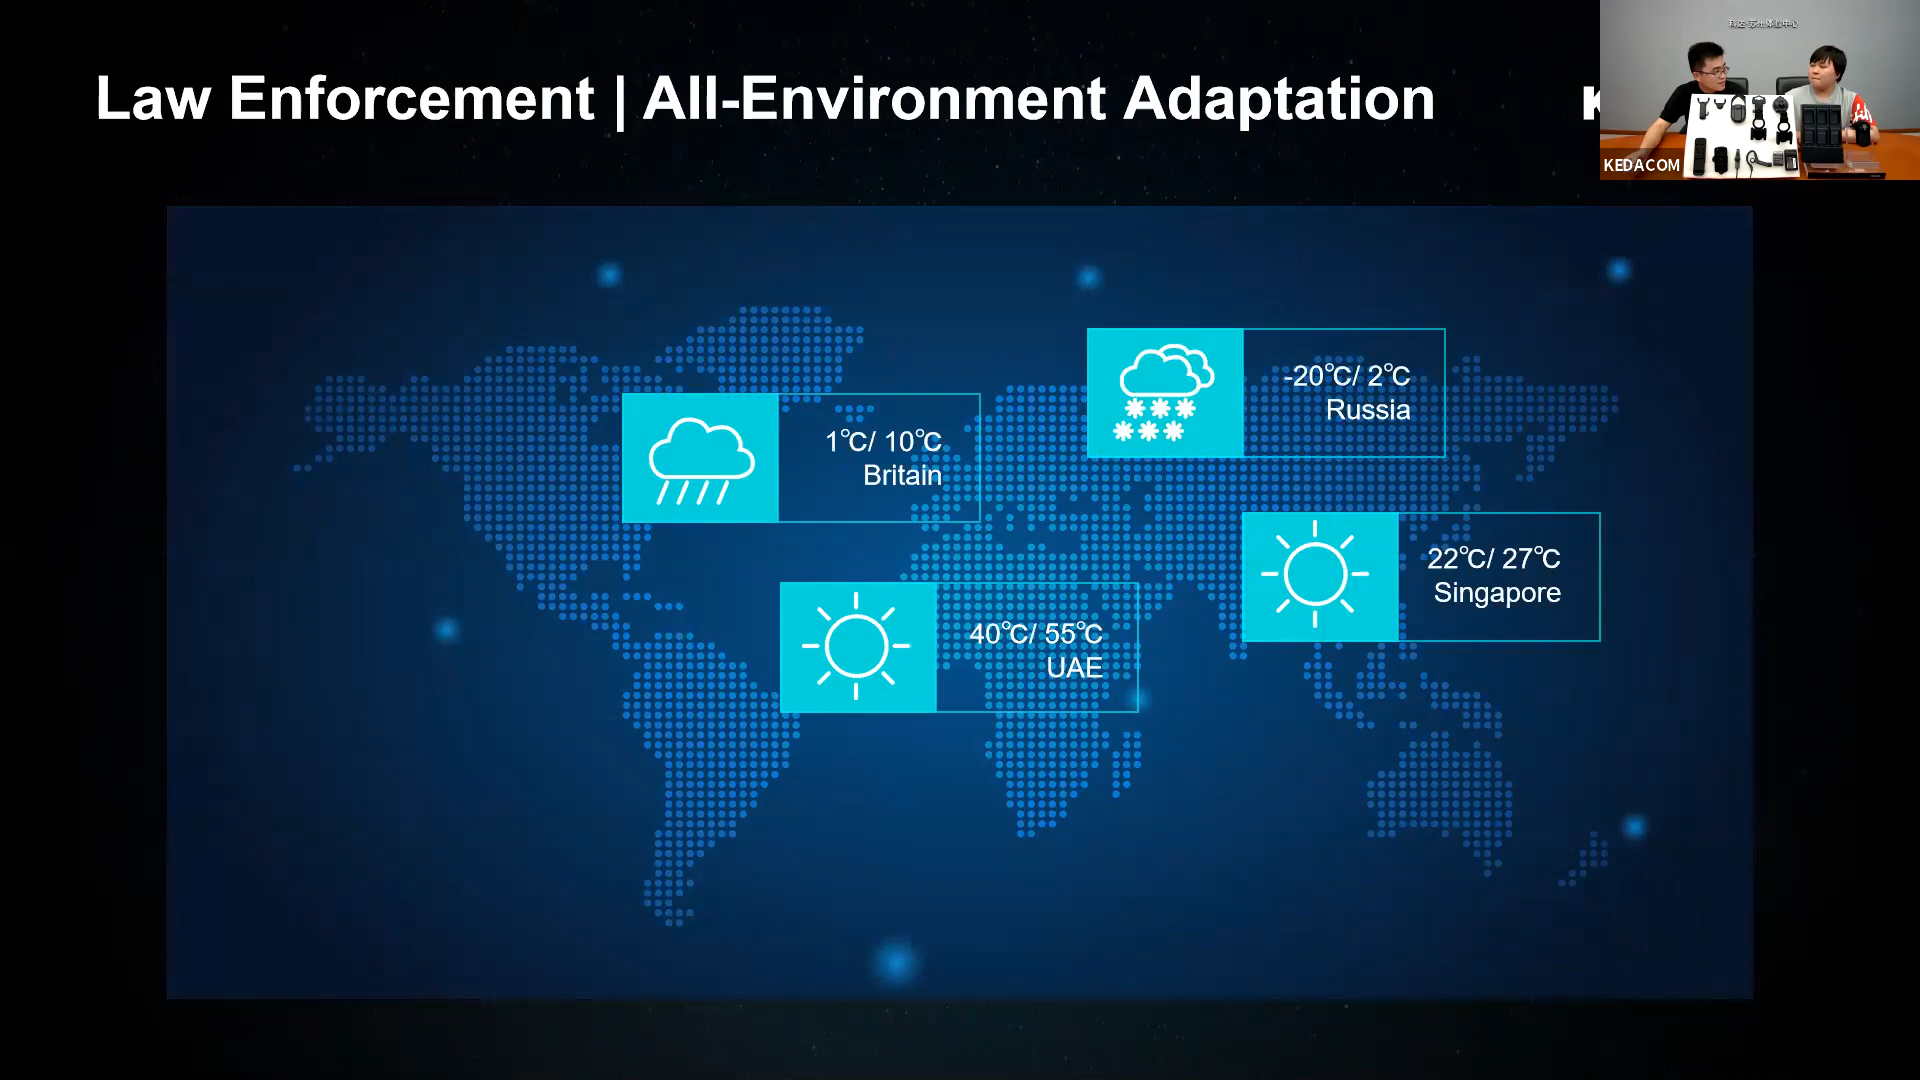 Law Enforcement | All-Environment Adaptation
KEDACOM
-20℃/ 2℃
Russia
1℃/ 10℃
Britain
22℃/ 27℃
Singapore
40℃/ 55℃
UAE